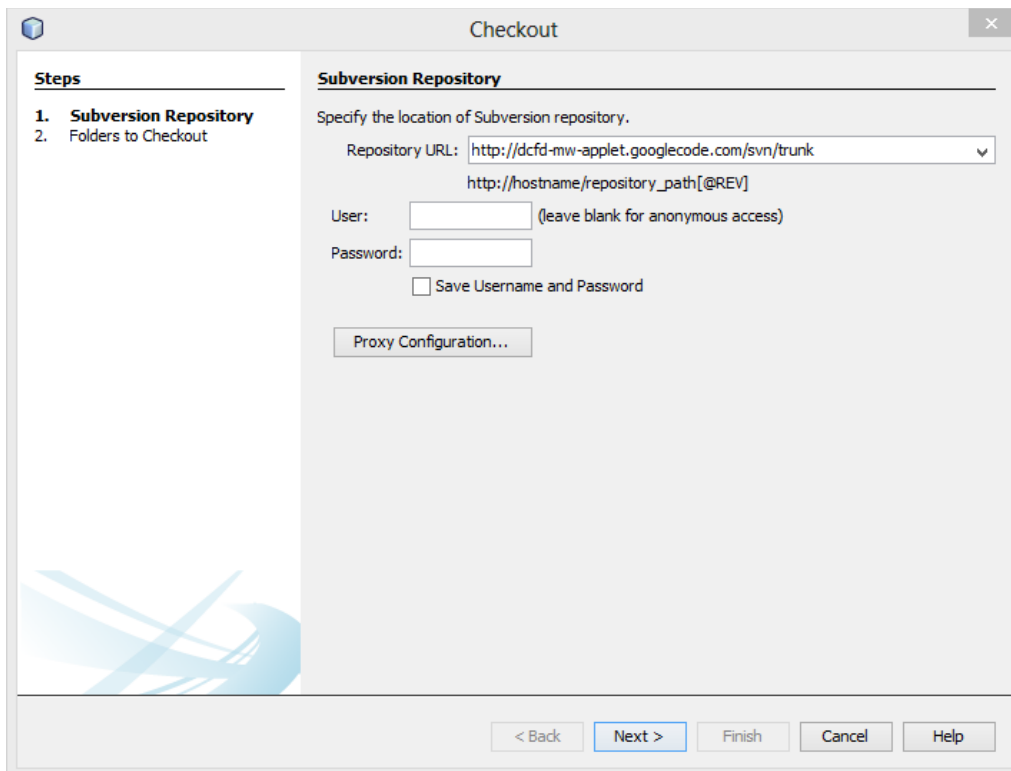 Checkout
Steps
1. Subversion Repository
2. Folders to Checkout
Subversion Repository
Specify the location of Subversion repository.
Repository URL: http://dcfd-mw-applet.googlecode.com/svn/trunk
http://hostname/repository_path[@REV]
User: (leave blank for anonymous access)
Password:
Save Username and Password
Proxy Configuration...
< Back Next > Finish Cancel Help